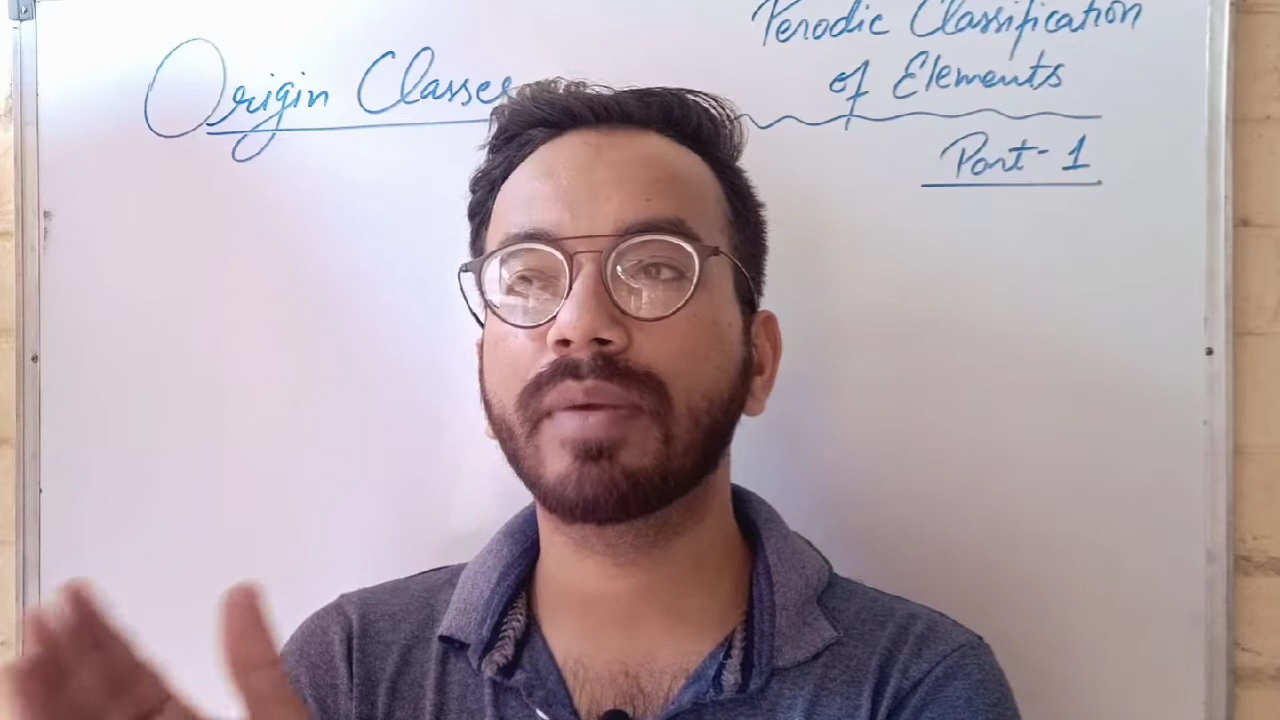 Origin Classes
Perodic Classification
of Elements
Part-1